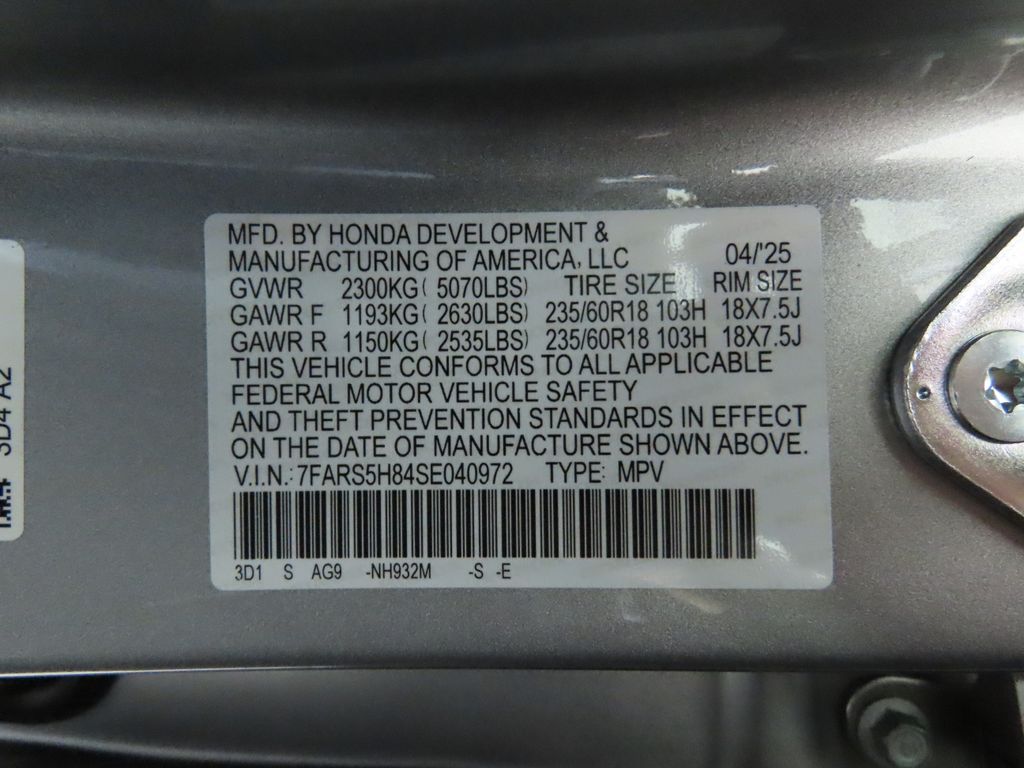 MFD. BY HONDA DEVELOPMENT &
MANUFACTURING OF AMERICA, LLC 04/'25
GVWR 2300KG( 5070LBS) TIRE SIZE RIM SIZE
GAWR F 1193KG( 2630LBS) 235/60R18 103H 18X7.5J
GAWR R 1150KG( 2535LBS) 235/60R18 103H 18X7.5J
THIS VEHICLE CONFORMS TO ALL APPLICABLE
FEDERAL MOTOR VEHICLE SAFETY
AND THEFT PREVENTION STANDARDS IN EFFECT
ON THE DATE OF MANUFACTURE SHOWN ABOVE.
V.I.N.: 7FARS5H84SE040972 TYPE: MPV
3D1 S AG9 -NH932M -S -E
3D4 A2